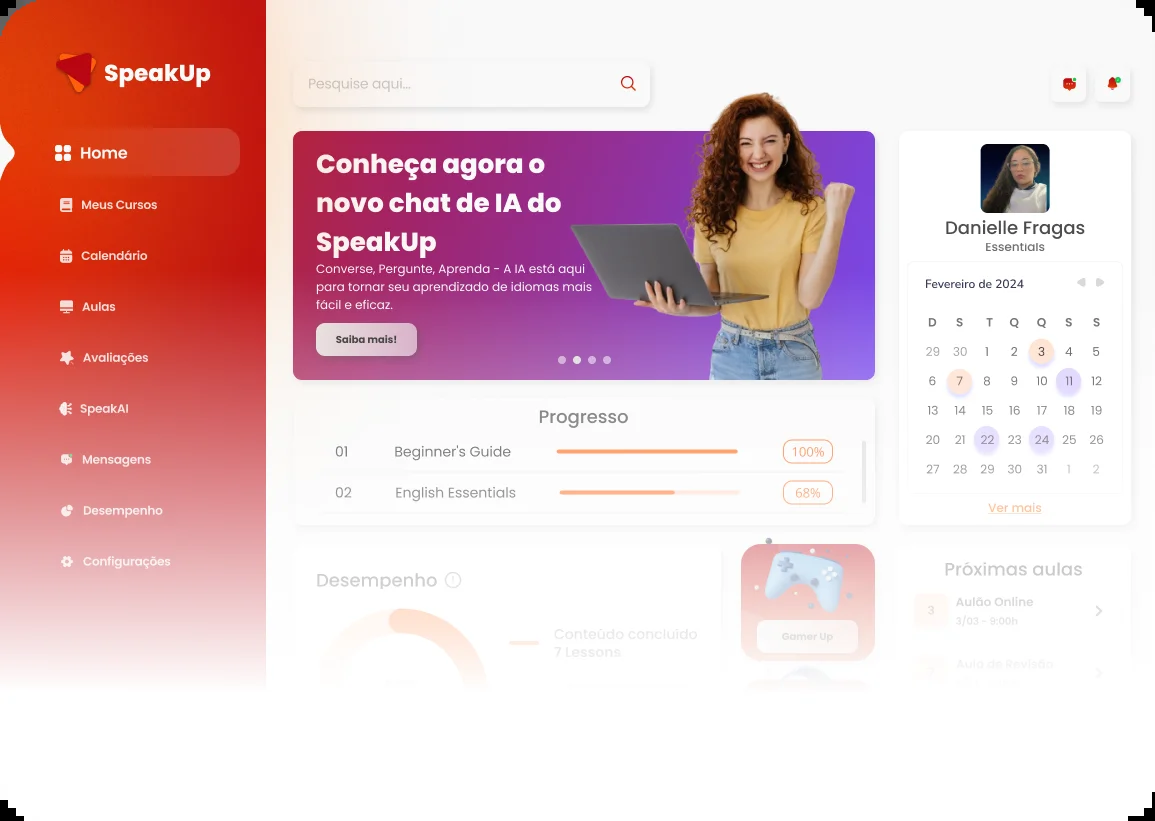 SpeakUp
Home
Meus Cursos
Calendário
Aulas
Avaliações
SpeakAI
Mensagens
Desempenho
Configurações
Pesquise aqui...
Conheça agora o
novo chat de IA do
SpeakUp
Converse, Pergunte, Aprenda - A IA está aqui
para tornar seu aprendizado de idiomas mais
fácil e eficaz.
Saiba mais!
Progresso
01 Beginner's Guide 100%
02 English Essentials 68%
Desempenho
Conteúdo concluído
7 Lessons
Gamer Up
Danielle Fragas
Essentials
Fevereiro de 2024
D S T Q Q S S
29 30 1 2 3 4 5
6 7 8 9 10 11 12
13 14 15 16 17 18 19
20 21 22 23 24 25 26
27 28 29 30 31 1 2
Ver mais
Próximas aulas
3 Aulão Online
3/03 - 9:00h
Aula de Revisão